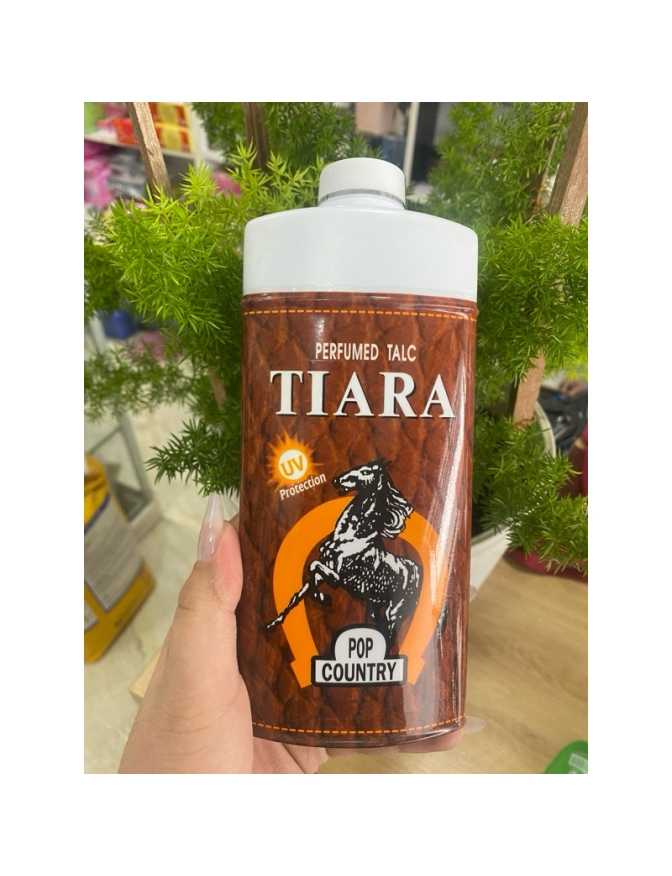 PERFUMED TALC
TIARA
UV
Protection
POP
COUNTRY